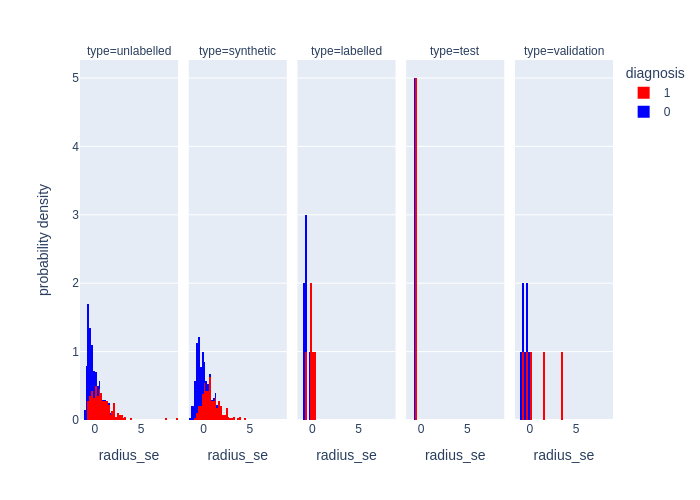 type=unlabelled type=synthetic type=labelled type=test type=validation
diagnosis
1
0
probability density
5
4
3
2
1
0
0 5 0 5 0 5 0 5 0 5
radius_se radius_se radius_se radius_se radius_se